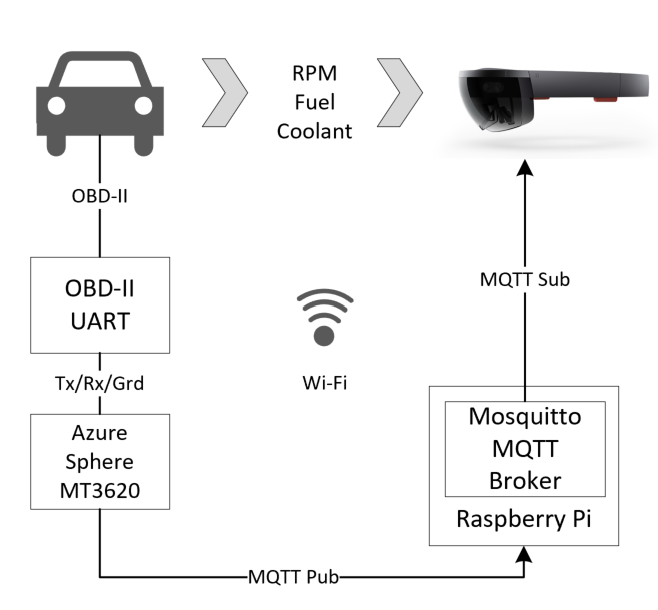 RPM
Fuel
Coolant
OBD-II
OBD-II
UART
MQTT Sub
Wi-Fi
Tx/Rx/Grd
Azure
Sphere
MT3620
Mosquitto
MQTT
Broker
Raspberry Pi
MQTT Pub